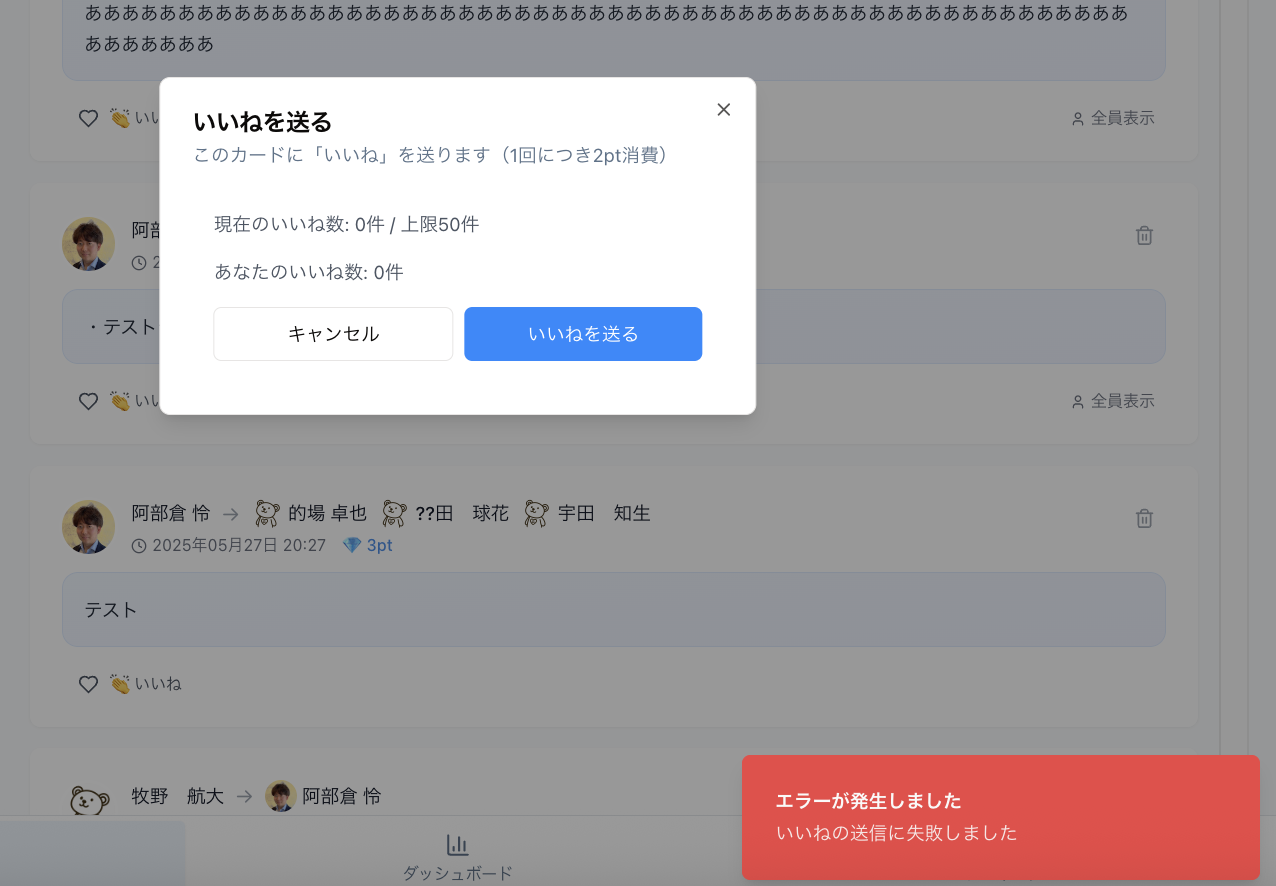 ああああああああああああああああああああああああああああああああああああああああああああああああああああああああ
あああああああ
👏 いい
全員表示
いいねを送る
このカードに「いいね」を送ります（1回につき2pt消費）
現在のいいね数: 0件 / 上限50件
あなたのいいね数: 0件
キャンセル
いいねを送る
阿部
2
・テスト
👏 いい
全員表示
阿部倉 怜 → 的場 卓也 ??田　球花 宇田　知生
2025年05月27日 20:27 💎 3pt
テスト
👏 いいね
牧野　航大 → 阿部倉 怜
ダッシュボード
エラーが発生しました
いいねの送信に失敗しました